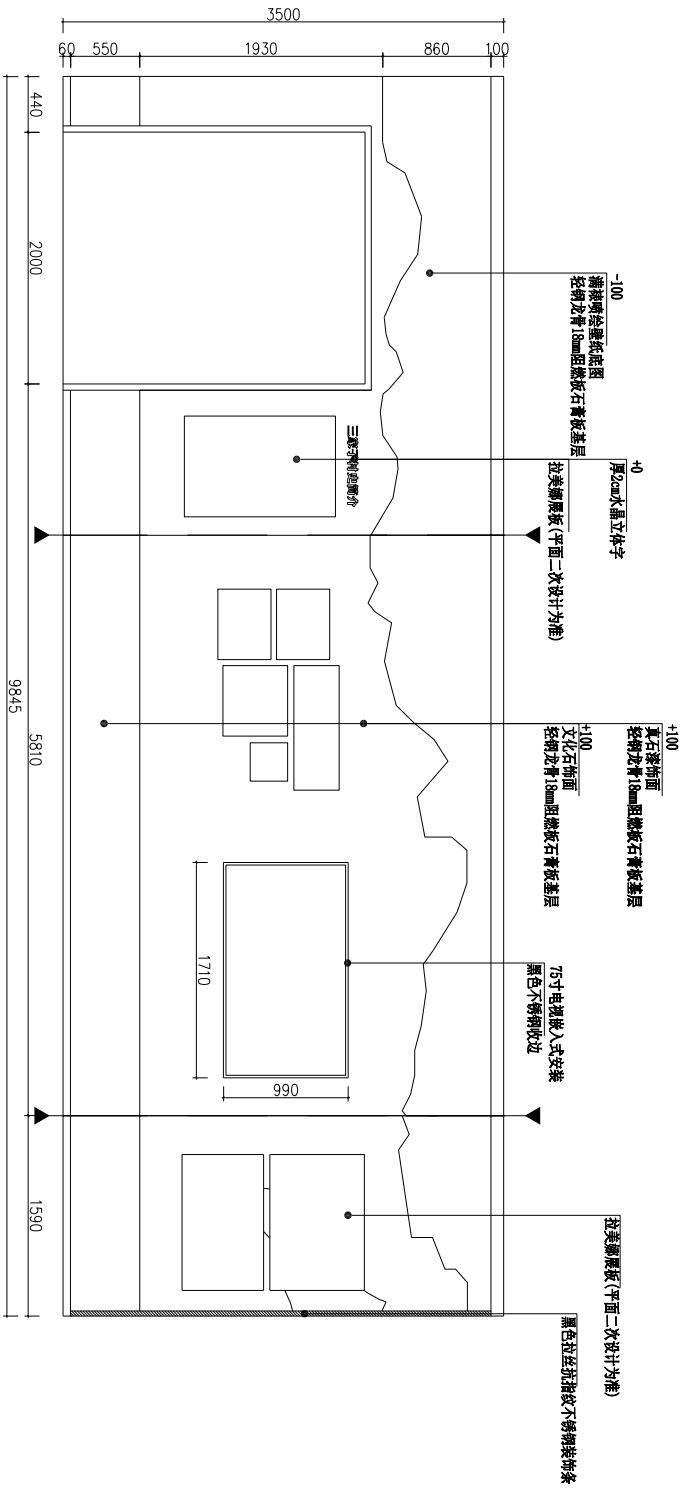 -100
满裱喷绘壁纸底图
轻钢龙骨18mm阻燃板石膏板基层
+0
厚2cm水晶立体字
拉美娜展板(平面二次设计为准)
+100
真石漆饰面
轻钢龙骨18mm阻燃板石膏板基层
+100
文化石饰面
轻钢龙骨18mm阻燃板石膏板基层
75寸电视嵌入式安装
黑色不锈钢收边
拉美娜展板(平面二次设计为准)
黑色拉丝抗指纹不锈钢装饰条
3500
100
860
1930
550
60
村史简介
1710
990
440
2000
5810
1590
9845